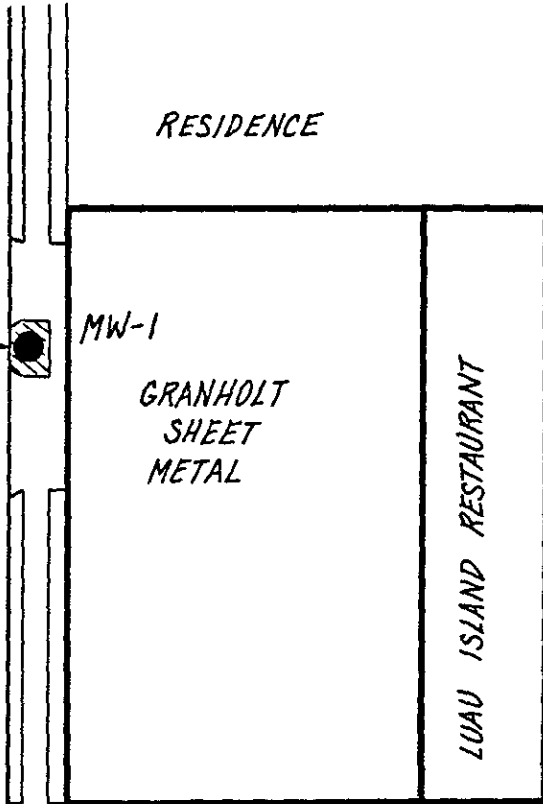 RESIDENCE
MW-1
GRANHOLT
SHEET
METAL
LUAU ISLAND RESTAURANT